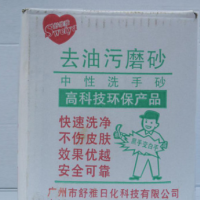 去油污磨砂
中性洗手砂
高科技环保产品
快速洗净
不伤皮肤
效果优越
安全可靠
广州市舒雅日化科技有限公司